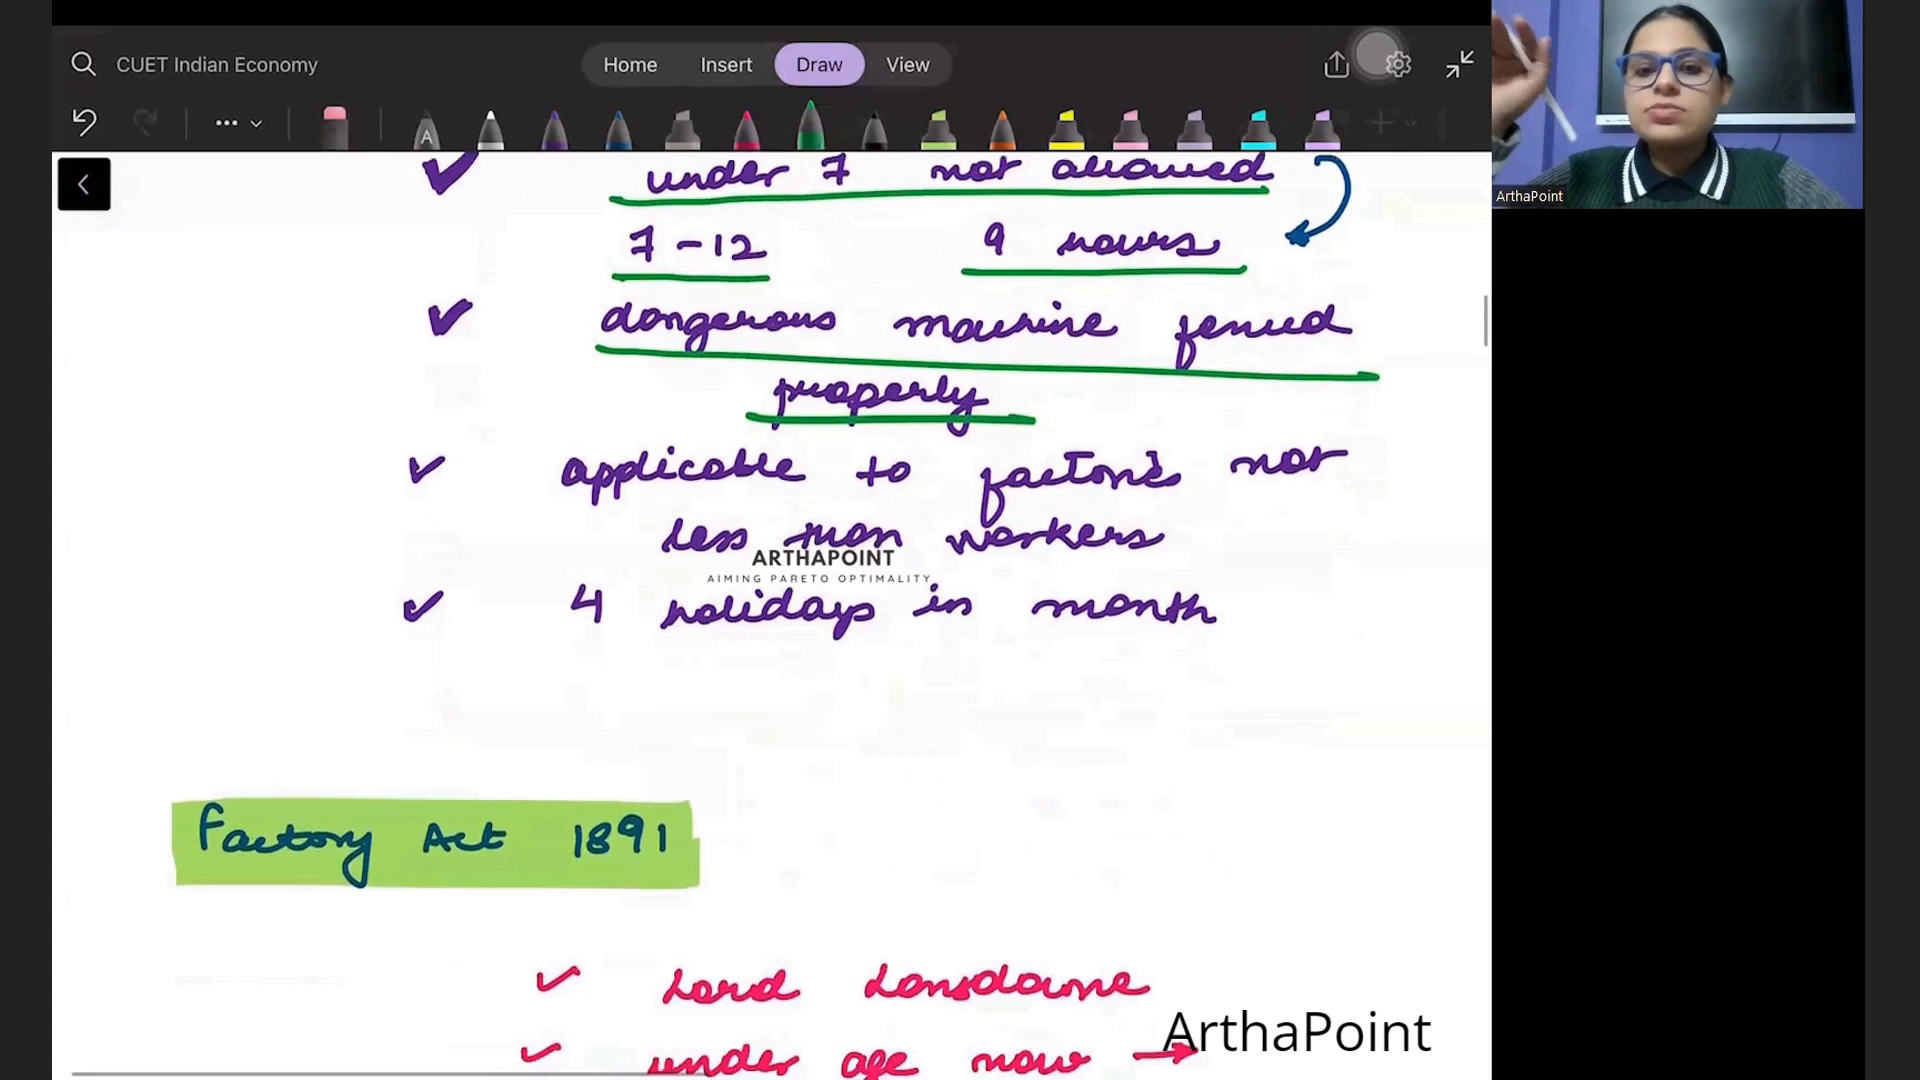 CUET Indian Economy
Home Insert Draw View
A
ArthaPoint
under 7 not allowed
7-12 9 hours
dangerous machine fenced
properly
applicable to factories not
less than workers
ARTHAPOINT
AIMING PARETO OPTIMALITY
4 holidays in month
Factory Act 1891
Lord Lansdowne
ArthaPoint
under age now →